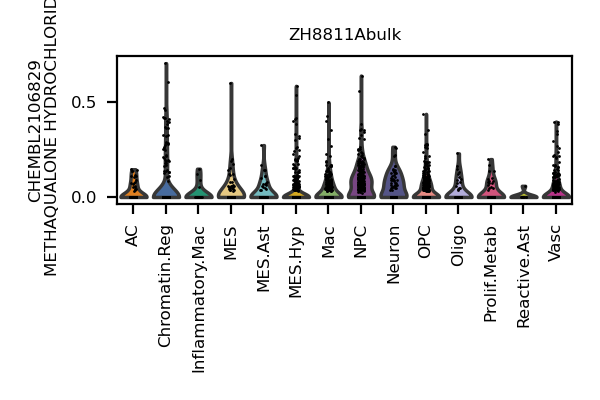 ZH8811Abulk
CHEMBL2106829
METHAQUALONE HYDROCHLORID
0.5
0.0
AC
Chromatin.Reg
Inflammatory.Mac
MES
MES.Ast
MES.Hyp
Mac
NPC
Neuron
OPC
Oligo
Prolif.Metab
Reactive.Ast
Vasc